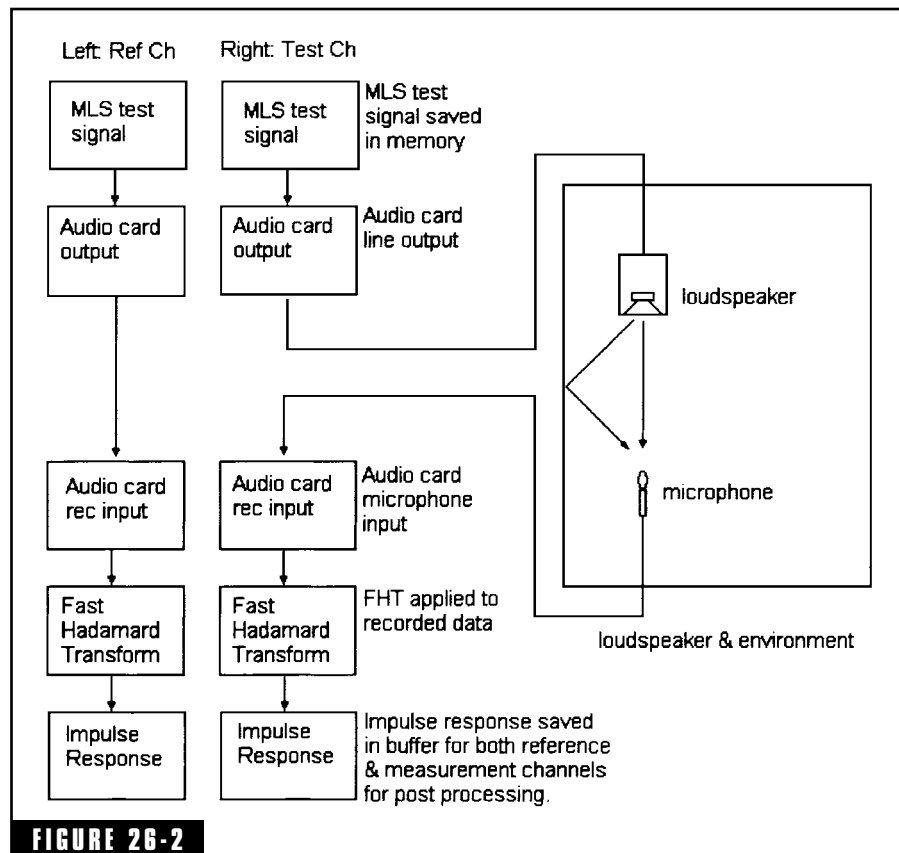 Left: Ref Ch
Right: Test Ch
MLS test
signal
MLS test
signal
MLS test
signal saved
in memory
Audio card
output
Audio card
output
Audio card
line output
loudspeaker
Audio card
rec input
Audio card
rec input
Audio card
microphone
input
microphone
Fast
Hadamard
Transform
Fast
Hadamard
Transform
FHT applied to
recorded data
loudspeaker & environment
Impulse
Response
Impulse
Response
Impulse response saved
in buffer for both reference
& measurement channels
for post processing.
FIGURE 26-2